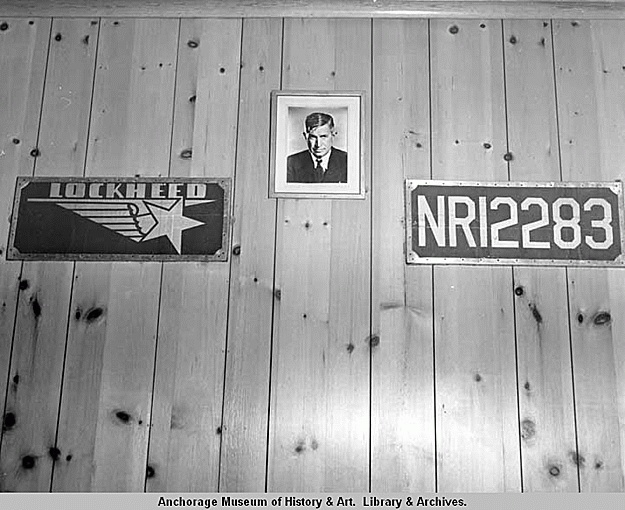 LOCKHEED
NR12283
Anchorage Museum of History & Art. Library & Archives.